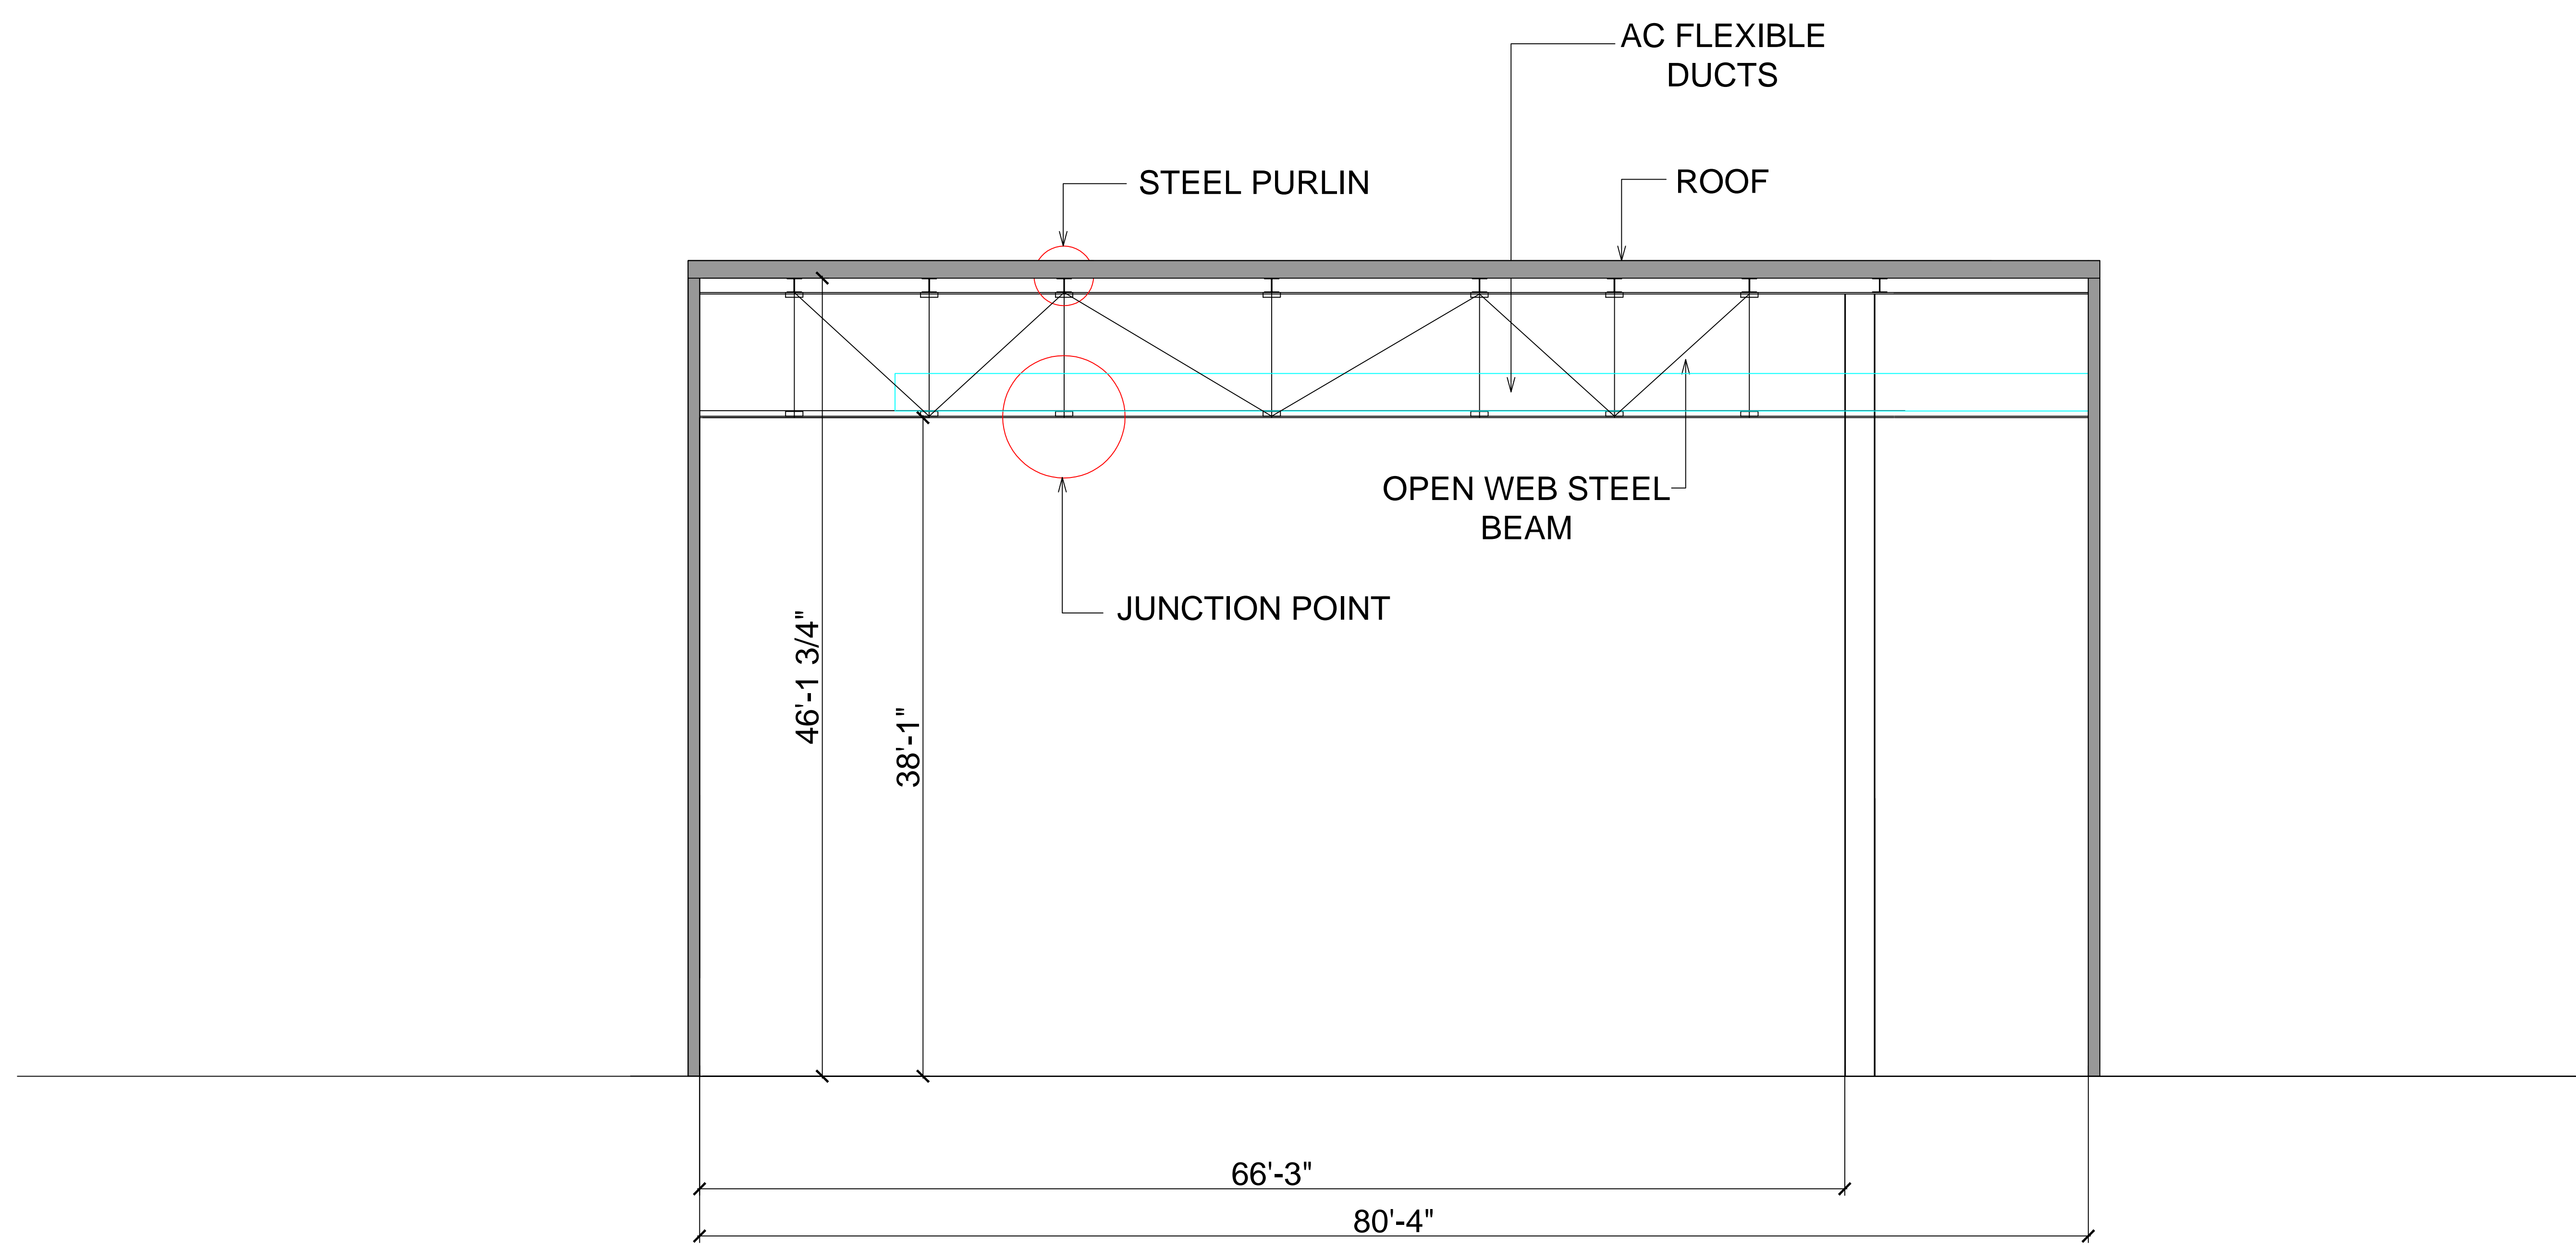 AC FLEXIBLE
DUCTS
STEEL PURLIN
ROOF
OPEN WEB STEEL
BEAM
JUNCTION POINT
46'-1 3/4"
38'-1"
66'-3"
80'-4"